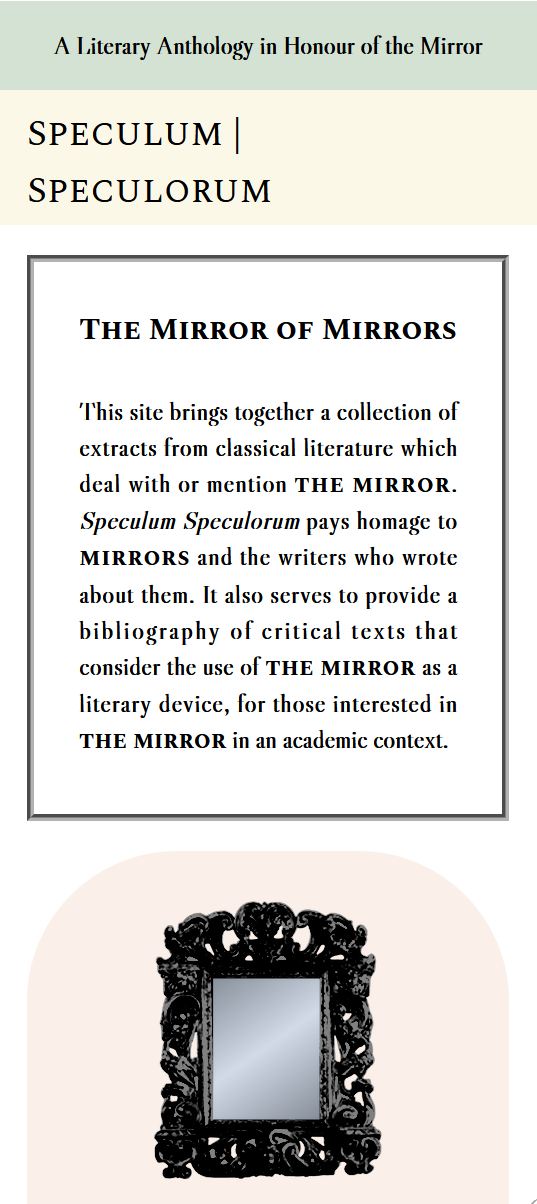 A Literary Anthology in Honour of the Mirror
SPECULUM |
SPECULORUM
THE MIRROR OF MIRRORS
This site brings together a collection of
extracts from classical literature which
deal with or mention THE MIRROR.
Speculum Speculorum pays homage to
MIRRORS and the writers who wrote
about them. It also serves to provide a
bibliography of critical texts that
consider the use of THE MIRROR as a
literary device, for those interested in
THE MIRROR in an academic context.